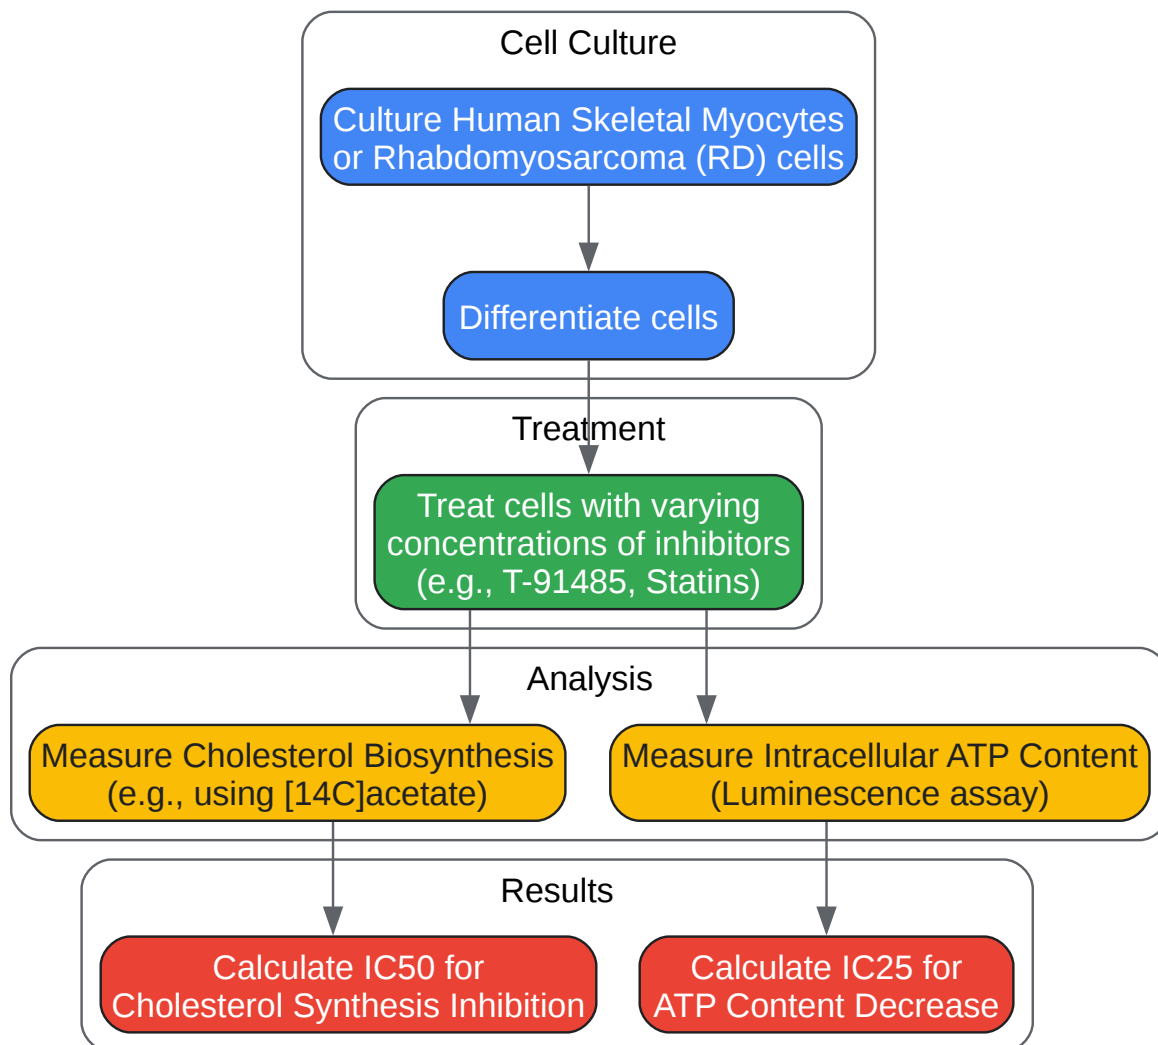 Cell Culture
Culture Human Skeletal Myocytes
or Rhabdomyosarcoma (RD) cells
Differentiate cells
Treatment
Treat cells with varying
concentrations of inhibitors
(e.g., T-91485, Statins)
Analysis
Measure Cholesterol Biosynthesis
(e.g., using [14C]acetate)
Measure Intracellular ATP Content
(Luminescence assay)
Results
Calculate IC50 for
Cholesterol Synthesis Inhibition
Calculate IC25 for
ATP Content Decrease